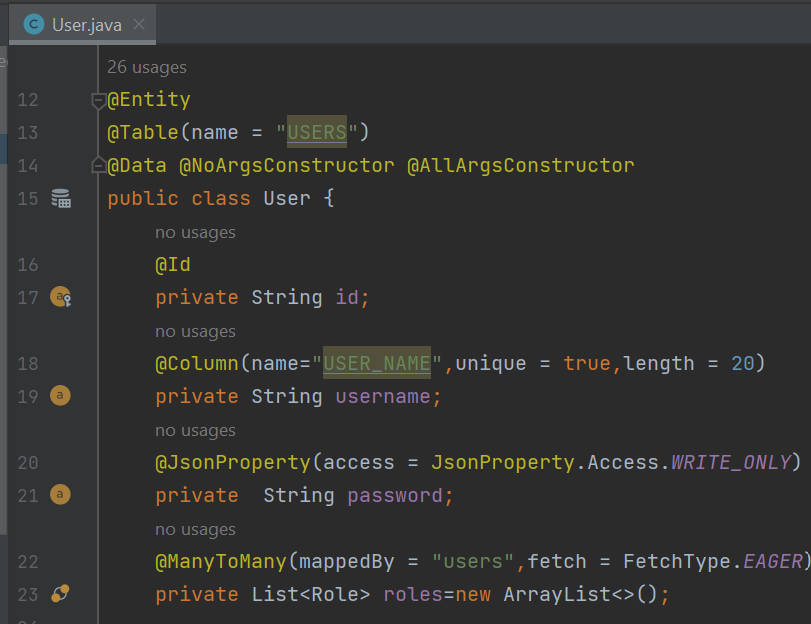 User.java
26 usages
12 @Entity
13 @Table(name = "USERS")
14 @Data @NoArgsConstructor @AllArgsConstructor
15 public class User {
no usages
16 @Id
17 private String id;
no usages
18 @Column(name="USER_NAME",unique = true,length = 20)
19 private String username;
no usages
20 @JsonProperty(access = JsonProperty.Access.WRITE_ONLY)
21 private  String password;
no usages
22 @ManyToMany(mappedBy = "users",fetch = FetchType.EAGER)
23 private List<Role> roles=new ArrayList<>();